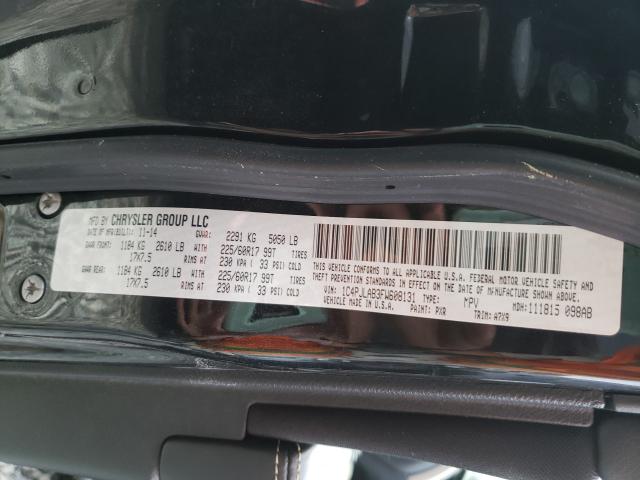 MFD BY CHRYSLER GROUP LLC
DATE OF MFR 11-14 GVWR: 2291 KG 5050 LB
GAWR FRONT: 1184 KG 2610 LB WITH 225/60R17 99T TIRES
17X7.5 RIMS AT 230 KPA ( 33 PSI) COLD
GAWR REAR: 1184 KG 2610 LB WITH 225/60R17 99T TIRES
17X7.5 RIMS AT 230 KPA ( 33 PSI) COLD
THIS VEHICLE CONFORMS TO ALL APPLICABLE U.S.A. FEDERAL MOTOR VEHICLE SAFETY AND
THEFT PREVENTION STANDARDS IN EFFECT ON THE DATE OF MANUFACTURE SHOWN ABOVE.
VIN: 1C4PJLAB3FW608131 TYPE: MPV MDH:111815 098AB
MADE IN U.S.A. PAINT: PXR TRIM:A7X9